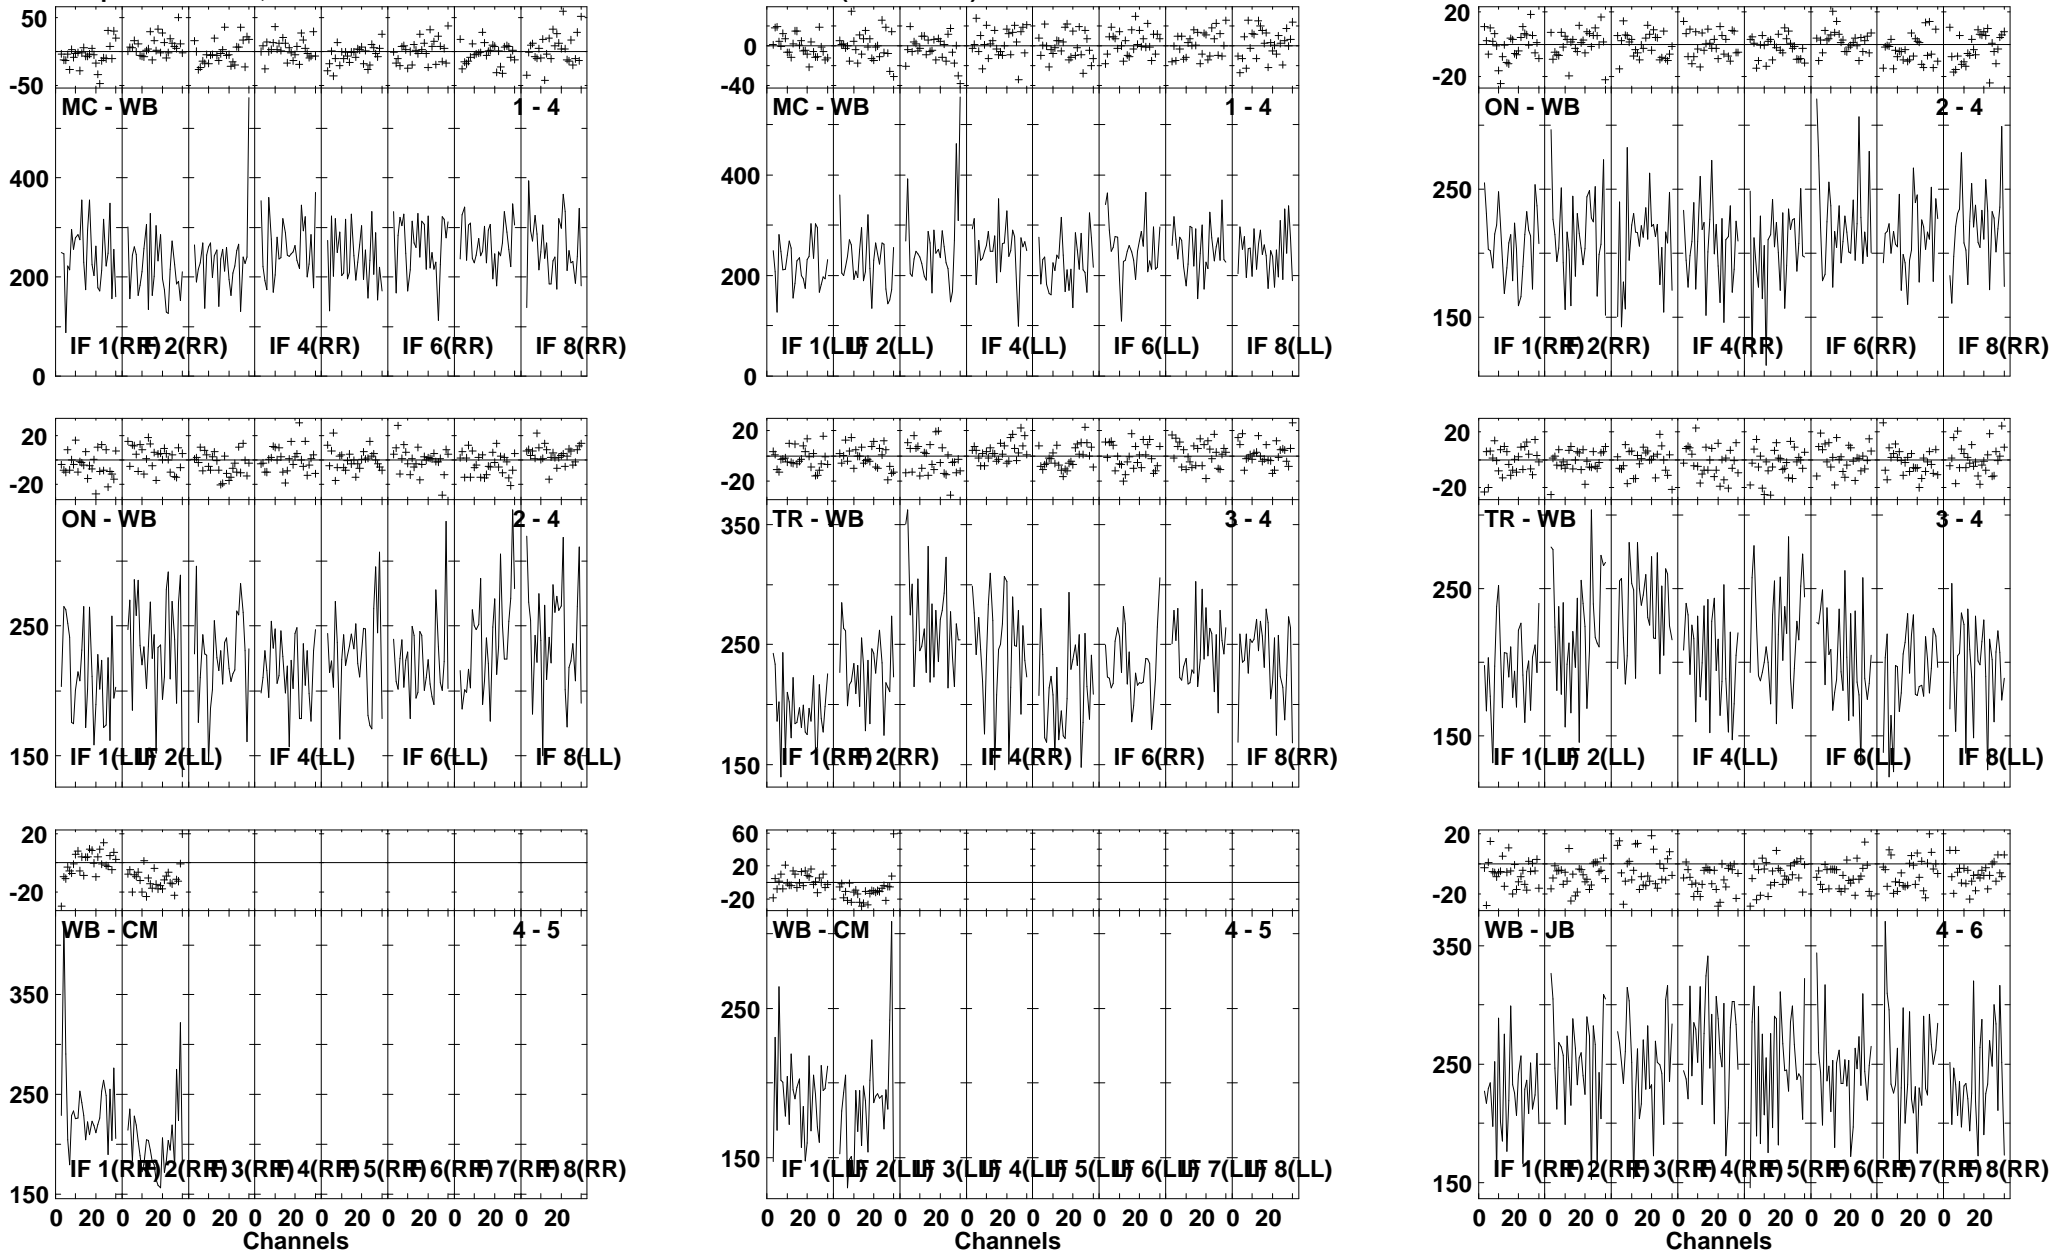 50
0
-50
MC - WB 1 - 4
400
200
0
IF 1(RR) IF 2(RR) IF 4(RR) IF 6(RR) IF 8(RR)
0
-40
MC - WB 1 - 4
400
200
0
IF 1(LL) IF 2(LL) IF 4(LL) IF 6(LL) IF 8(LL)
20
0
-20
ON - WB 2 - 4
250
150
IF 1(RR) IF 2(RR) IF 4(RR) IF 6(RR) IF 8(RR)
20
-20
ON - WB 2 - 4
250
150
IF 1(LL) IF 2(LL) IF 4(LL) IF 6(LL) IF 8(LL)
20
-20
TR - WB 3 - 4
350
250
150
IF 1(RR) IF 2(RR) IF 4(RR) IF 6(RR) IF 8(RR)
20
-20
TR - WB 3 - 4
250
150
IF 1(LL) IF 2(LL) IF 4(LL) IF 6(LL) IF 8(LL)
20
-20
WB - CM 4 - 5
350
250
150
IF 1(RR) IF 2(RR) IF 3(RR) IF 4(RR) IF 5(RR) IF 6(RR) IF 7(RR) IF 8(RR)
0 20 0 20 0 20 0 20 0 20 0 20 0 20 0 20
Channels
60
20
-20
WB - CM 4 - 5
250
150
IF 1(LL) IF 2(LL) IF 3(LL) IF 4(LL) IF 5(LL) IF 6(LL) IF 7(LL) IF 8(LL)
0 20 0 20 0 20 0 20 0 20 0 20 0 20 0 20
Channels
20
-20
WB - JB 4 - 6
350
250
150
IF 1(RR) IF 2(RR) IF 3(RR) IF 4(RR) IF 5(RR) IF 6(RR) IF 7(RR) IF 8(RR)
0 20 0 20 0 20 0 20 0 20 0 20 0 20 0 20
Channels